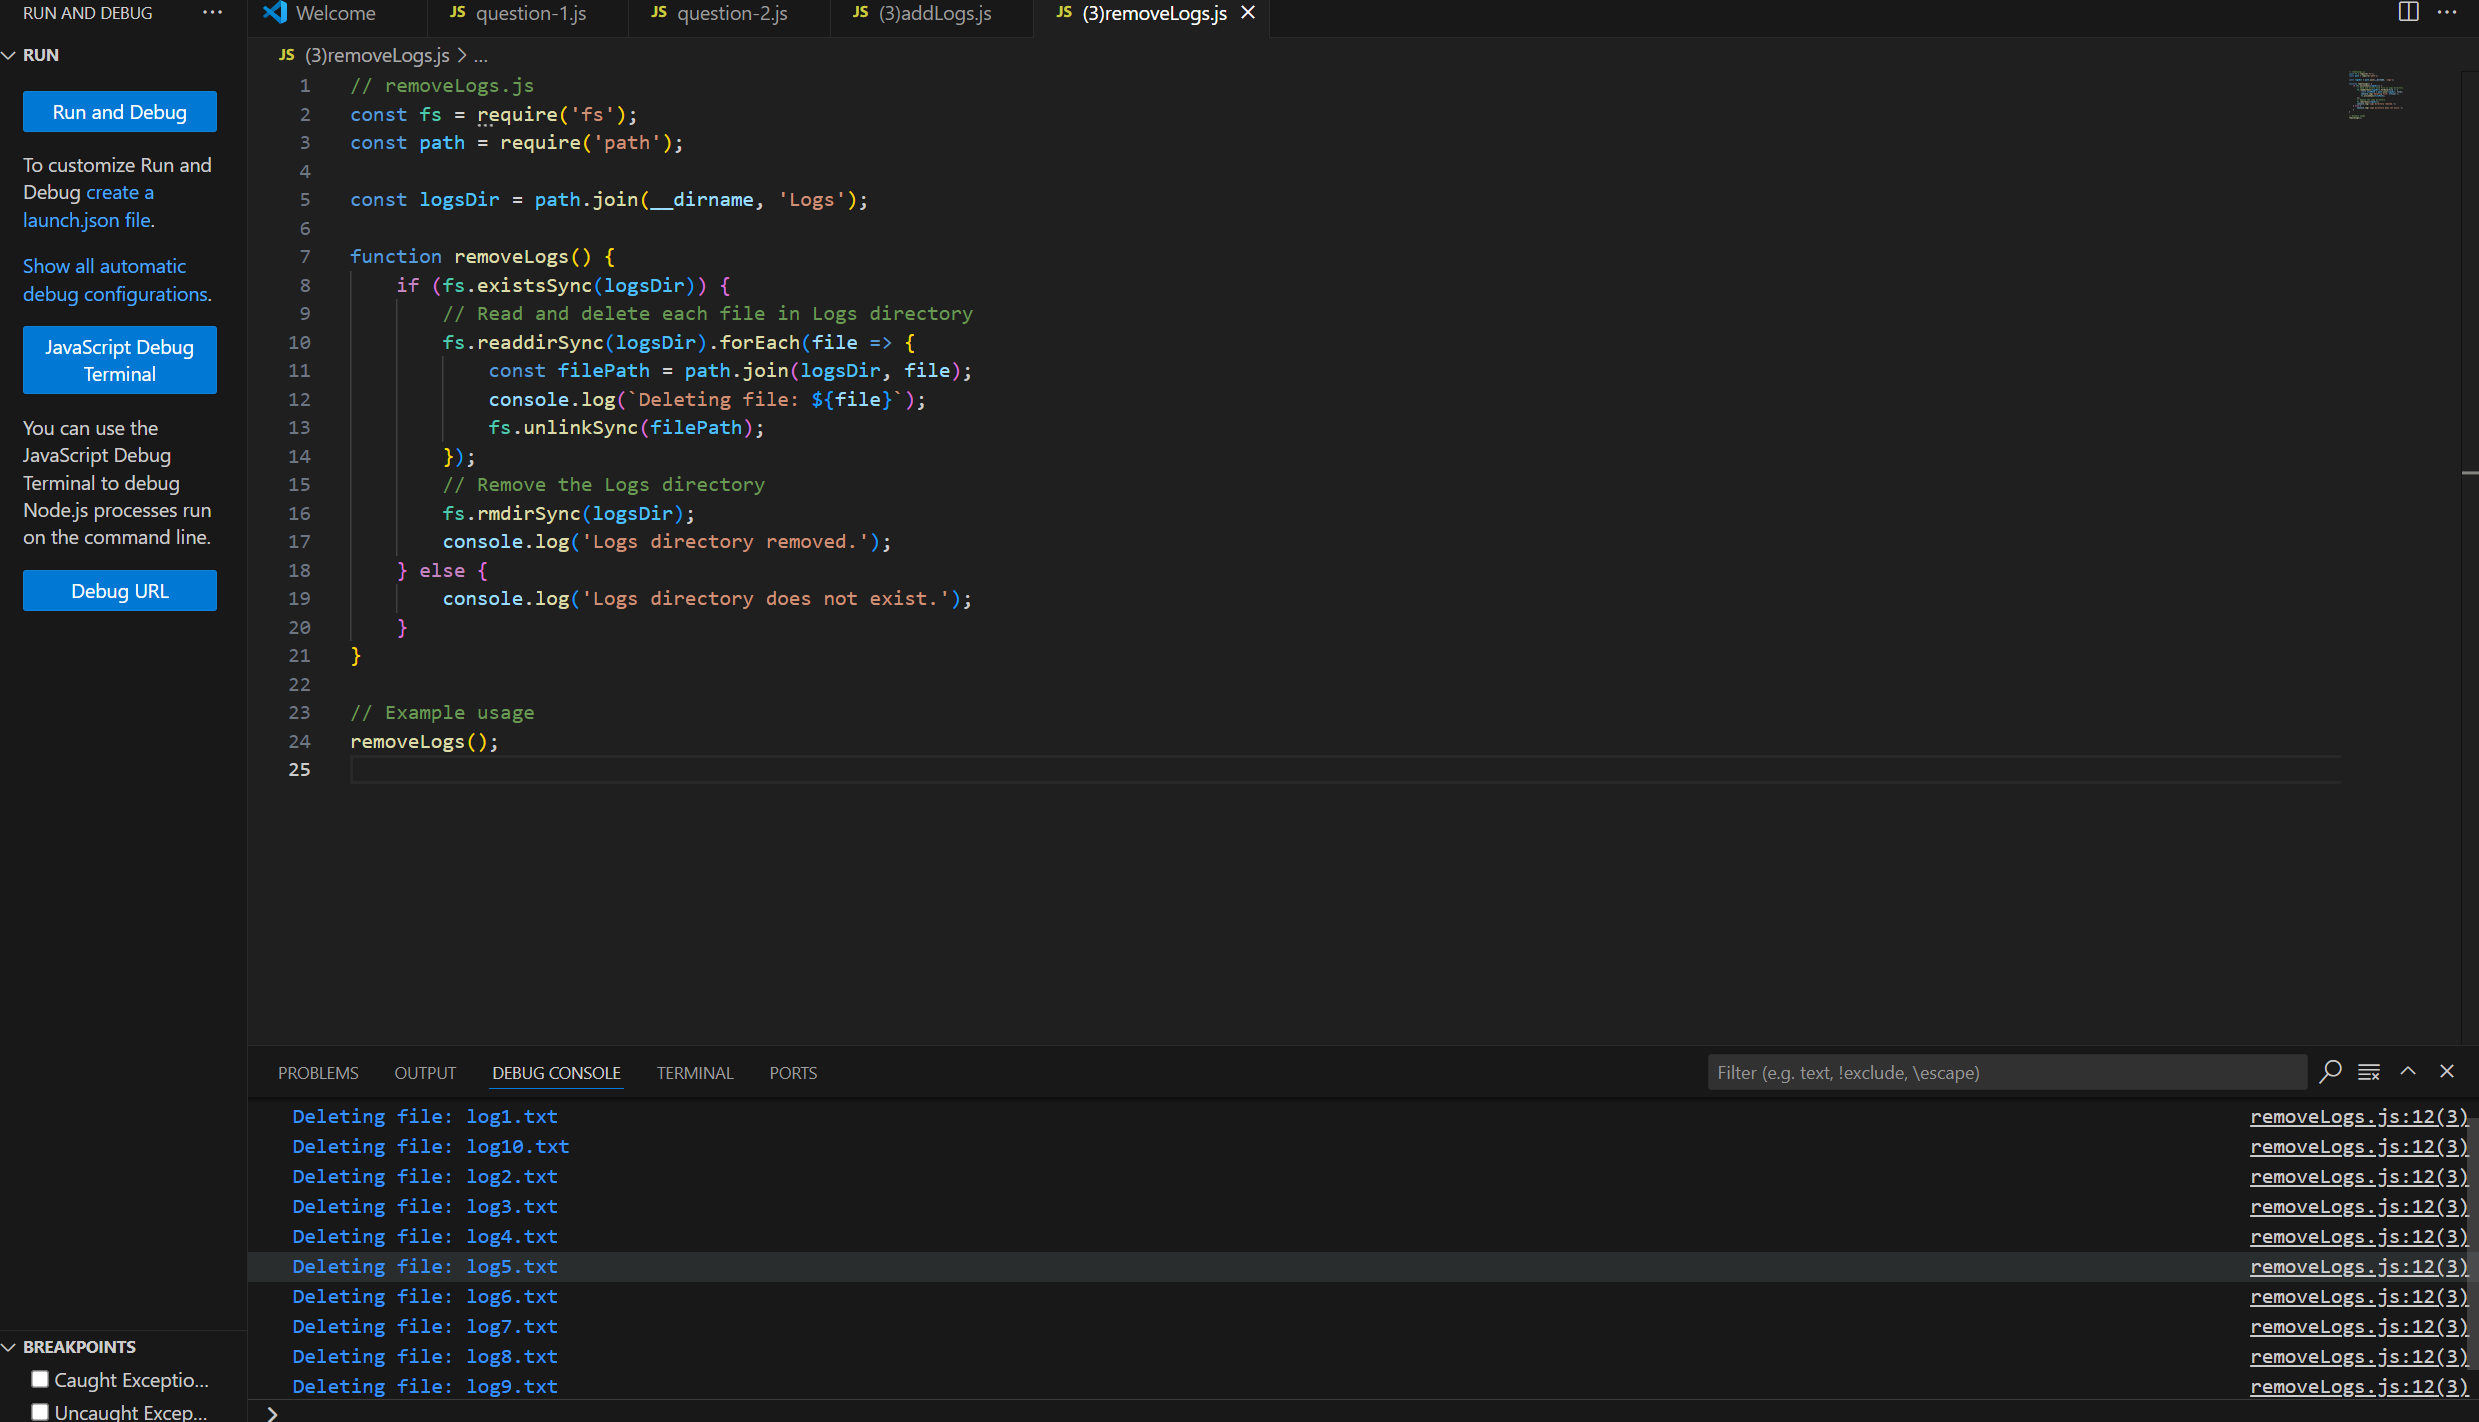 RUN AND DEBUG ...
RUN
Run and Debug
To customize Run and
Debug create a
launch.json file.
Show all automatic
debug configurations.
JavaScript Debug
Terminal
You can use the
JavaScript Debug
Terminal to debug
Node.js processes run
on the command line.
Debug URL
BREAKPOINTS
Caught Exceptio...
Uncaught Excep...
Welcome JS question-1.js JS question-2.js JS (3)addLogs.js JS (3)removeLogs.js
JS (3)removeLogs.js > ...
1 // removeLogs.js
2 const fs = require('fs');
3 const path = require('path');
4
5 const logsDir = path.join(__dirname, 'Logs');
6
7 function removeLogs() {
8 if (fs.existsSync(logsDir)) {
9 // Read and delete each file in Logs directory
10 fs.readdirSync(logsDir).forEach(file => {
11 const filePath = path.join(logsDir, file);
12 console.log(`Deleting file: ${file}`);
13 fs.unlinkSync(filePath);
14 });
15 // Remove the Logs directory
16 fs.rmdirSync(logsDir);
17 console.log('Logs directory removed.');
18 } else {
19 console.log('Logs directory does not exist.');
20 }
21 }
22
23 // Example usage
24 removeLogs();
25
PROBLEMS OUTPUT DEBUG CONSOLE TERMINAL PORTS Filter (e.g. text, !exclude, \escape)
Deleting file: log1.txt removeLogs.js:12(3)
Deleting file: log10.txt removeLogs.js:12(3)
Deleting file: log2.txt removeLogs.js:12(3)
Deleting file: log3.txt removeLogs.js:12(3)
Deleting file: log4.txt removeLogs.js:12(3)
Deleting file: log5.txt removeLogs.js:12(3)
Deleting file: log6.txt removeLogs.js:12(3)
Deleting file: log7.txt removeLogs.js:12(3)
Deleting file: log8.txt removeLogs.js:12(3)
Deleting file: log9.txt removeLogs.js:12(3)